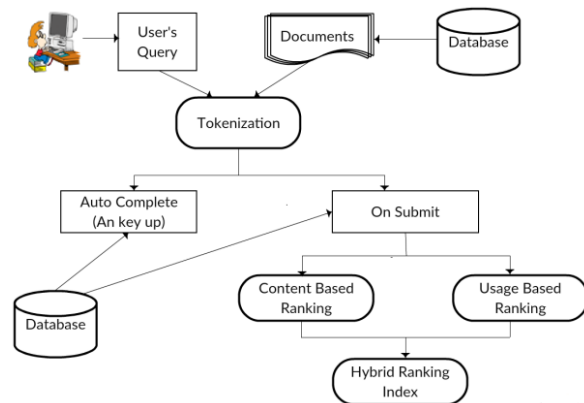 User's
Query
Documents
Database
Tokenization
Auto Complete
(An key up)
On Submit
Database
Content Based
Ranking
Usage Based
Ranking
Hybrid Ranking
Index